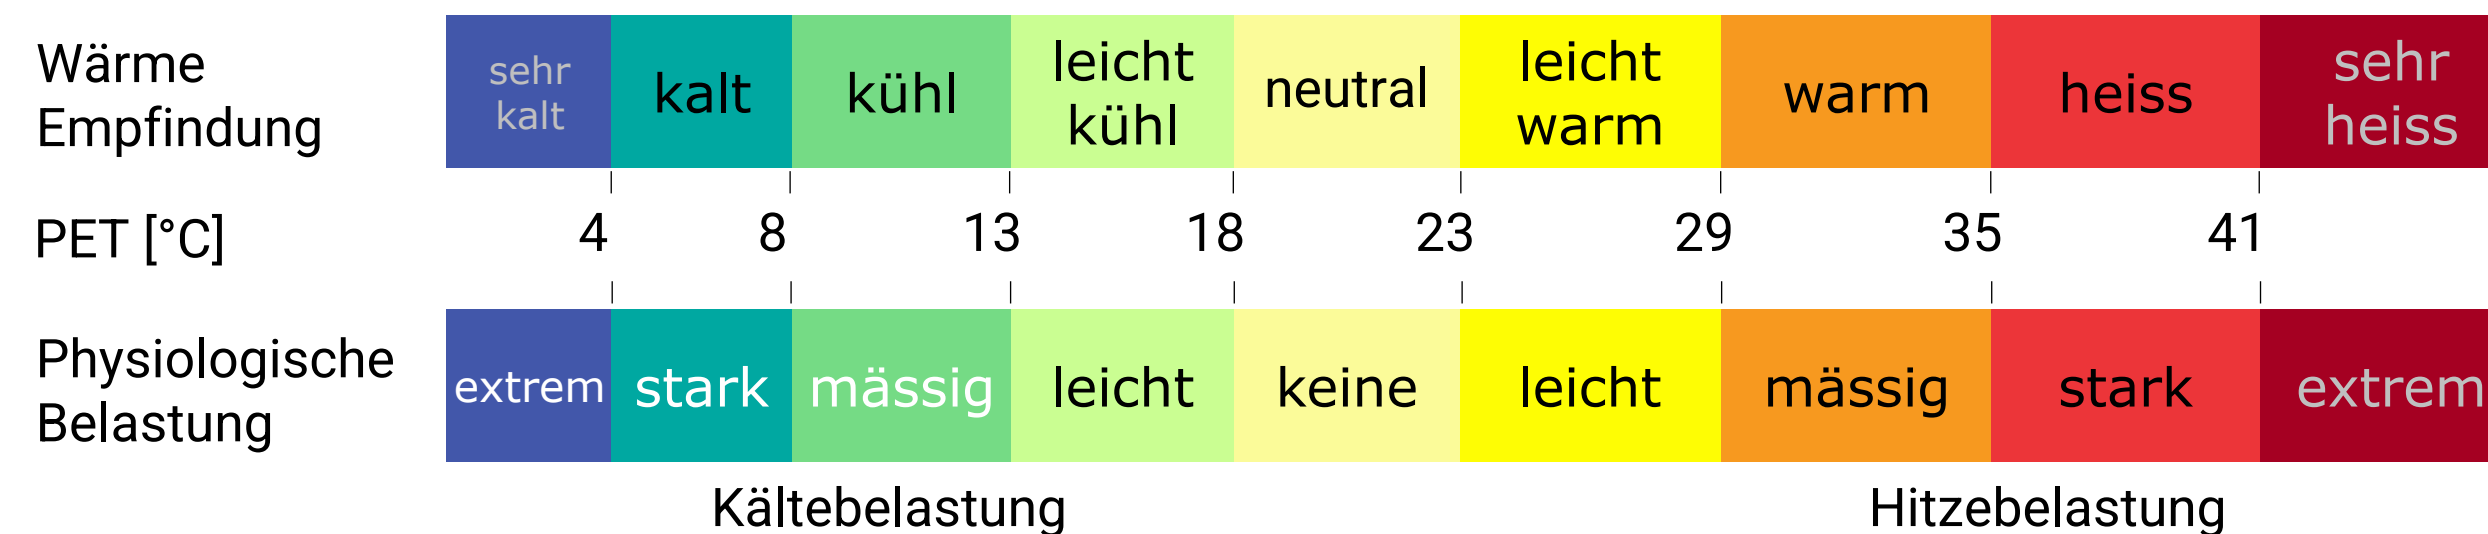 Wärme
Empfindung
sehr
kalt
kalt
kühl
leicht
kühl
neutral
leicht
warm
warm
heiss
sehr
heiss
PET [°C] 4 8 13 18 23 29 35 41
Physiologische
Belastung
extrem stark mässig leicht keine leicht mässig stark extrem
Kältebelastung Hitzebelastung